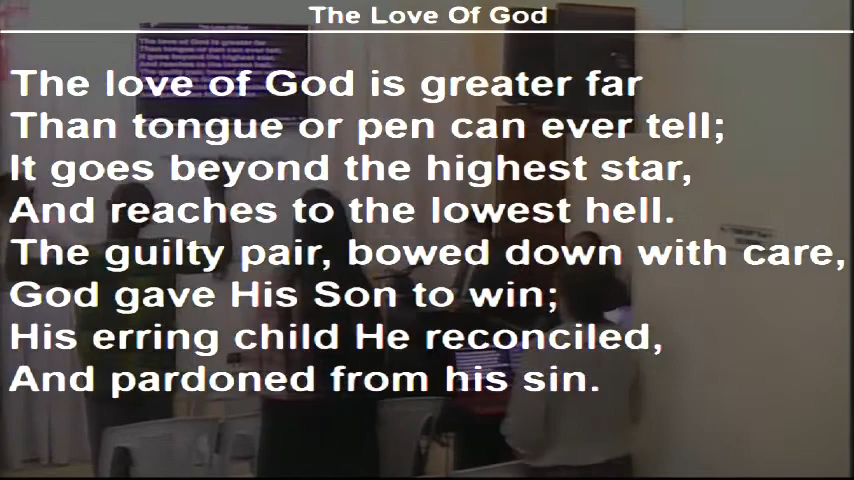 The Love Of God
The love of God is greater far
Than tongue or pen can ever tell;
It goes beyond the highest star,
And reaches to the lowest hell.
The guilty pair, bowed down with care,
God gave His Son to win;
His erring child He reconciled,
And pardoned from his sin.